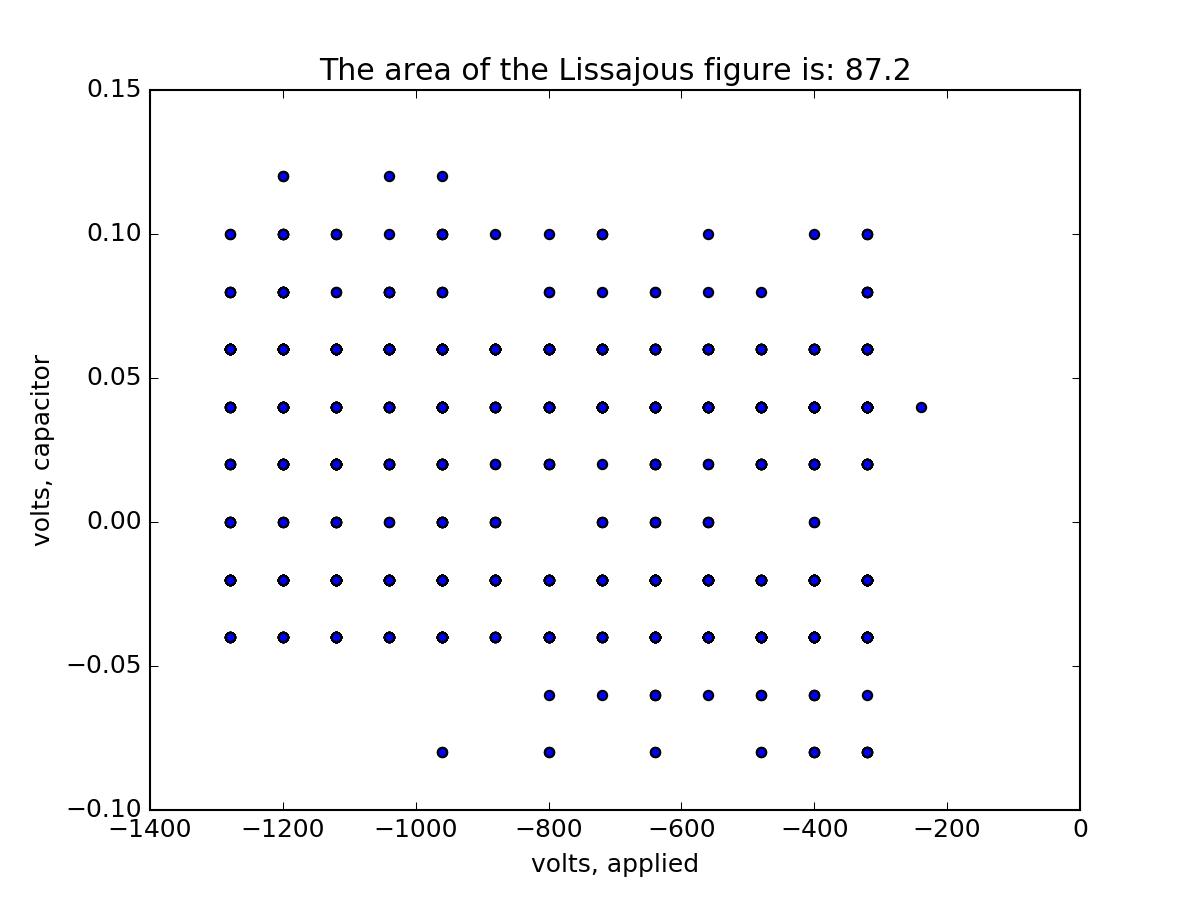 The area of the Lissajous figure is: 87.2
0.15
0.10
0.05
0.00
−0.05
−0.10
volts, capacitor
−1400 −1200 −1000 −800 −600 −400 −200 0
volts, applied